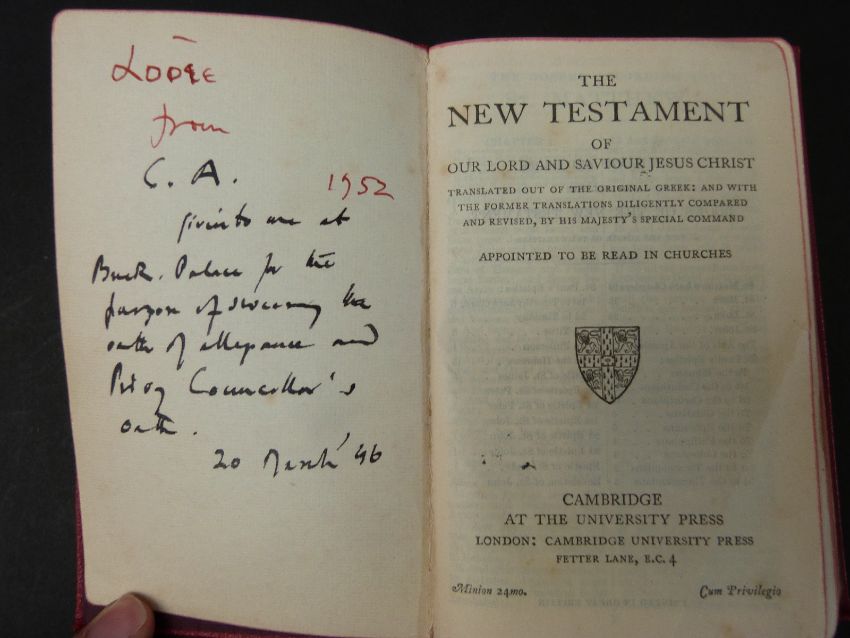 from
C. A.
1952
given to me at
Buck. Palace for the
purpose of swearing the
oath of allegiance and
Privy Councillor's
oath.
20 March '46
THE
NEW TESTAMENT
OF
OUR LORD AND SAVIOUR JESUS CHRIST
TRANSLATED OUT OF THE ORIGINAL GREEK: AND WITH
THE FORMER TRANSLATIONS DILIGENTLY COMPARED
AND REVISED, BY HIS MAJESTY'S SPECIAL COMMAND
APPOINTED TO BE READ IN CHURCHES
CAMBRIDGE
AT THE UNIVERSITY PRESS
LONDON: CAMBRIDGE UNIVERSITY PRESS
FETTER LANE, E.C. 4
Minion 24mo.
Cum Privilegio